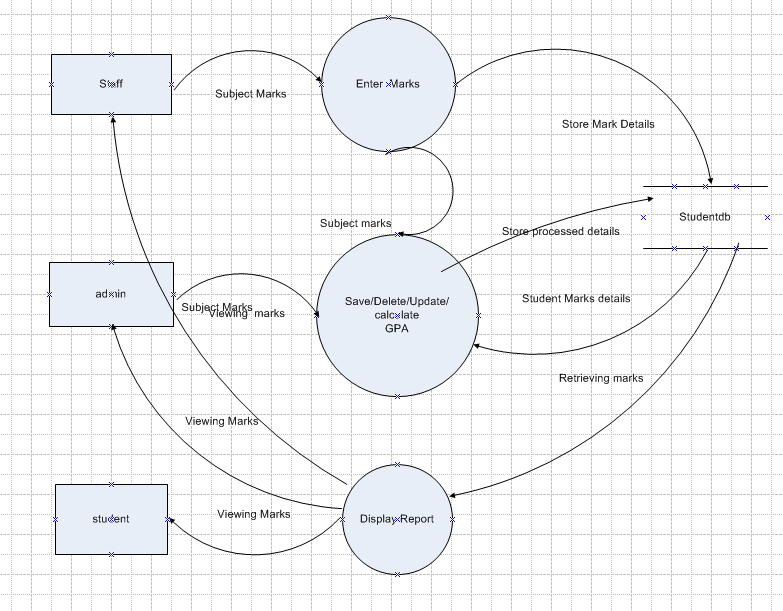 Staff
Enter Marks
Subject Marks
Store Mark Details
Subject marks
Studentdb
Store processed details
admin
Subject Marks
Viewing marks
Save/Delete/Update/
calculate
GPA
Student Marks details
Retrieving marks
Viewing Marks
student
Viewing Marks
Display Report